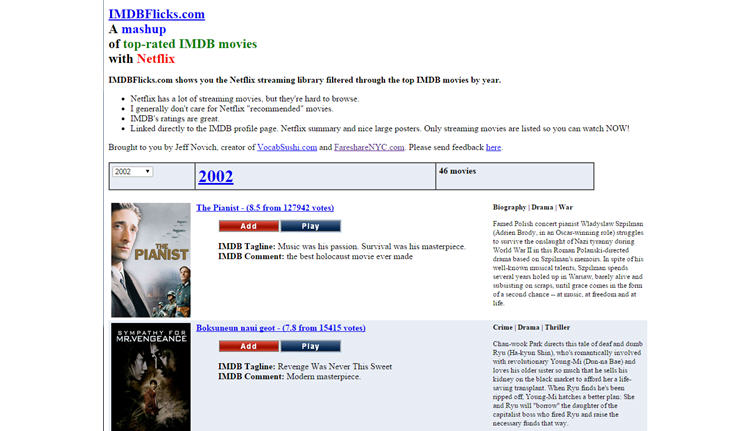 IMDBFlicks.com
A mashup
of top-rated IMDB movies
with Netflix
IMDBFlicks.com shows you the Netflix streaming library filtered through the top IMDB movies by year.
• Netflix has a lot of streaming movies, but they're hard to browse.
• I generally don't care for Netflix "recommended" movies.
• IMDB's ratings are great.
• Linked directly to the IMDB profile page. Netflix summary and nice large posters. Only streaming movies are listed so you can watch NOW!
Brought to you by Jeff Novich, creator of VocabSushi.com and FareshareNYC.com. Please send feedback here.
2002 2002 46 movies
The Pianist - (8.5 from 127942 votes)
Add Play
IMDB Tagline: Music was his passion. Survival was his masterpiece.
IMDB Comment: the best holocaust movie ever made
THE
PIANIST
Biography | Drama | War
Famed Polish concert pianist Wladyslaw Szpilman
(Adrien Brody, in an Oscar-winning role) struggles
to survive the onslaught of Nazi tyranny during
World War II in this Roman Polanski-directed
drama based on Szpilman's memoirs. In spite of his
well-known musical talents, Szpilman spends
several years holed up in Warsaw, barely alive and
subsisting on scraps, until grace comes in the form
of a second chance -- at music, at freedom and at
life.
SYMPATHY FOR
MR.VENGEANCE
Boksuneun naui geot - (7.8 from 15415 votes)
Add Play
IMDB Tagline: Revenge Was Never This Sweet
IMDB Comment: Modern masterpiece.
Crime | Drama | Thriller
Chan-wook Park directs this tale of deaf and dumb
Ryu (Ha-kyun Shin), who's romantically involved
with revolutionary Young-Mi (Du-na Bae) and
loves his older sister so much that he sells his
kidney on the black market to afford her a life-
saving transplant. When Ryu finds he's been
ripped off, Young-Mi hatches a better plan: She
and Ryu will "borrow" the daughter of the
capitalist boss who fired Ryu and raise the
necessary funds that way.